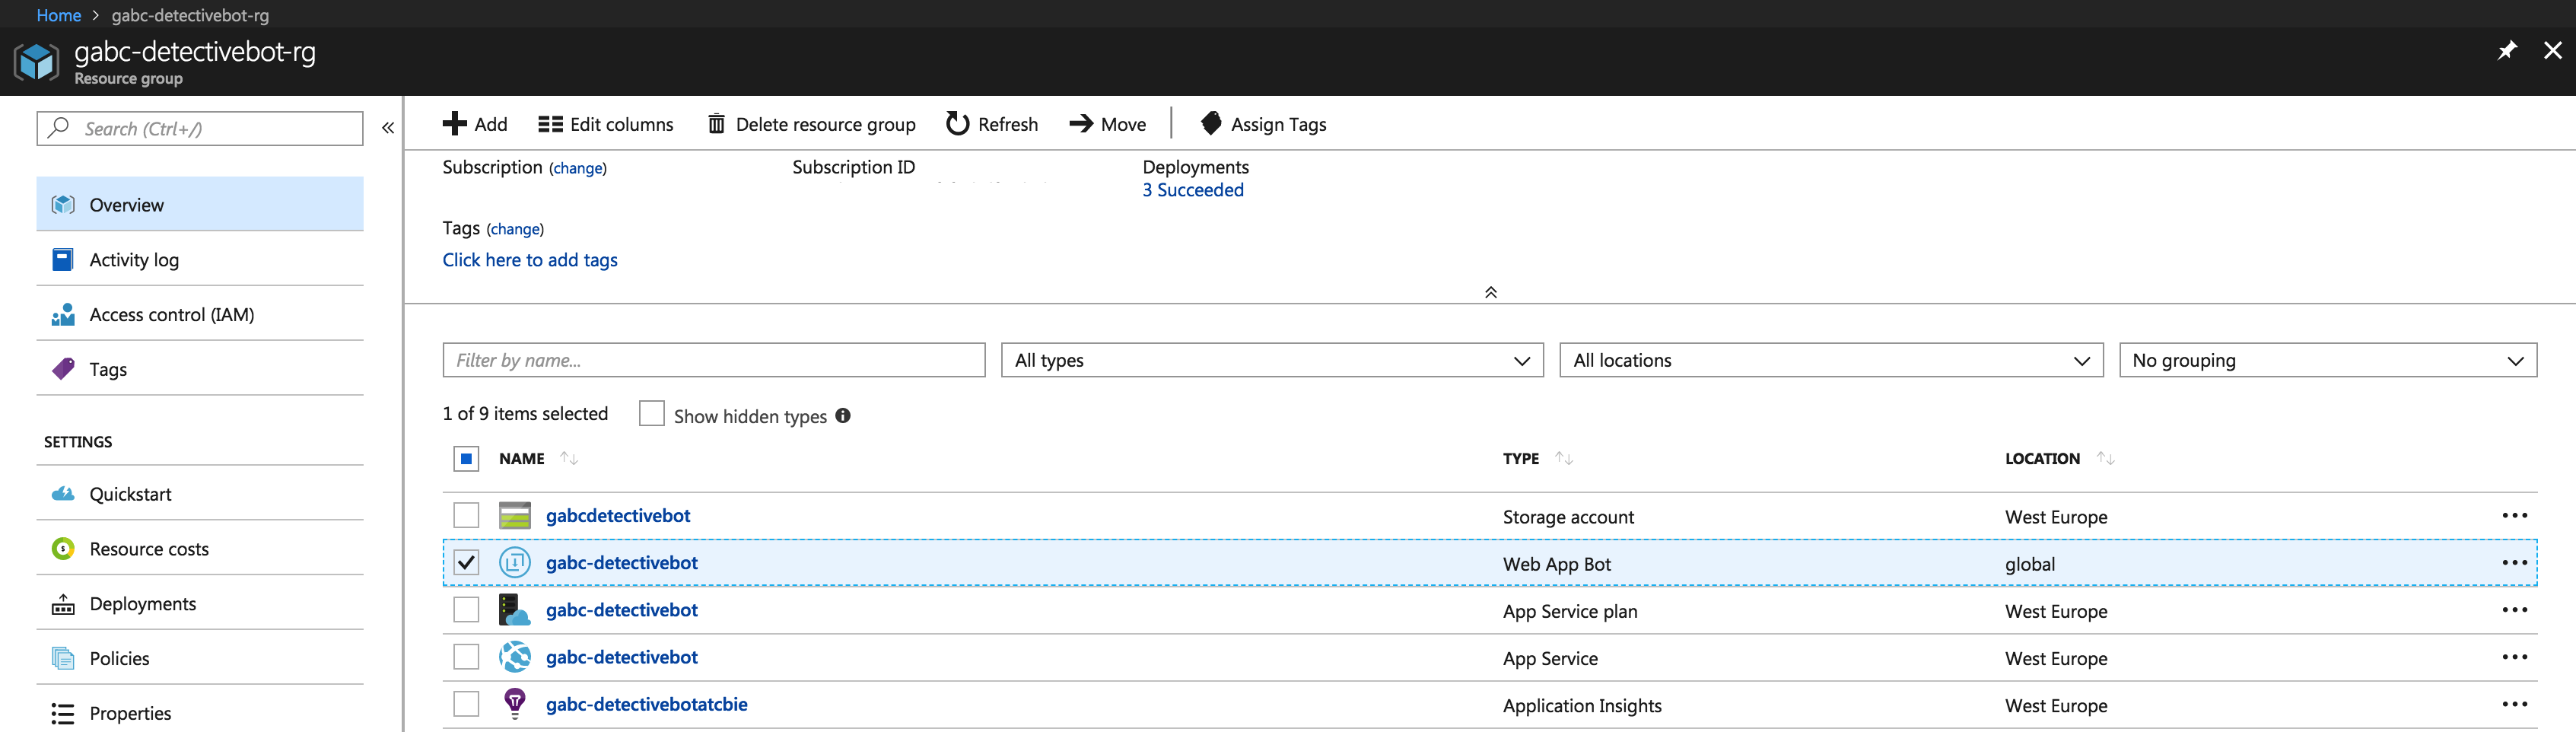 Home > gabc-detectivebot-rg
gabc-detectivebot-rg
Resource group
Search (Ctrl+/)
Overview
Activity log
Access control (IAM)
Tags
SETTINGS
Quickstart
Resource costs
Deployments
Policies
Properties
Add Edit columns Delete resource group Refresh Move Assign Tags
Subscription (change) Subscription ID Deployments
3 Succeeded
Tags (change)
Click here to add tags
Filter by name... All types All locations No grouping
1 of 9 items selected Show hidden types
NAME TYPE LOCATION
gabcdetectivebot Storage account West Europe
gabc-detectivebot Web App Bot global
gabc-detectivebot App Service plan West Europe
gabc-detectivebot App Service West Europe
gabc-detectivebotatcbie Application Insights West Europe